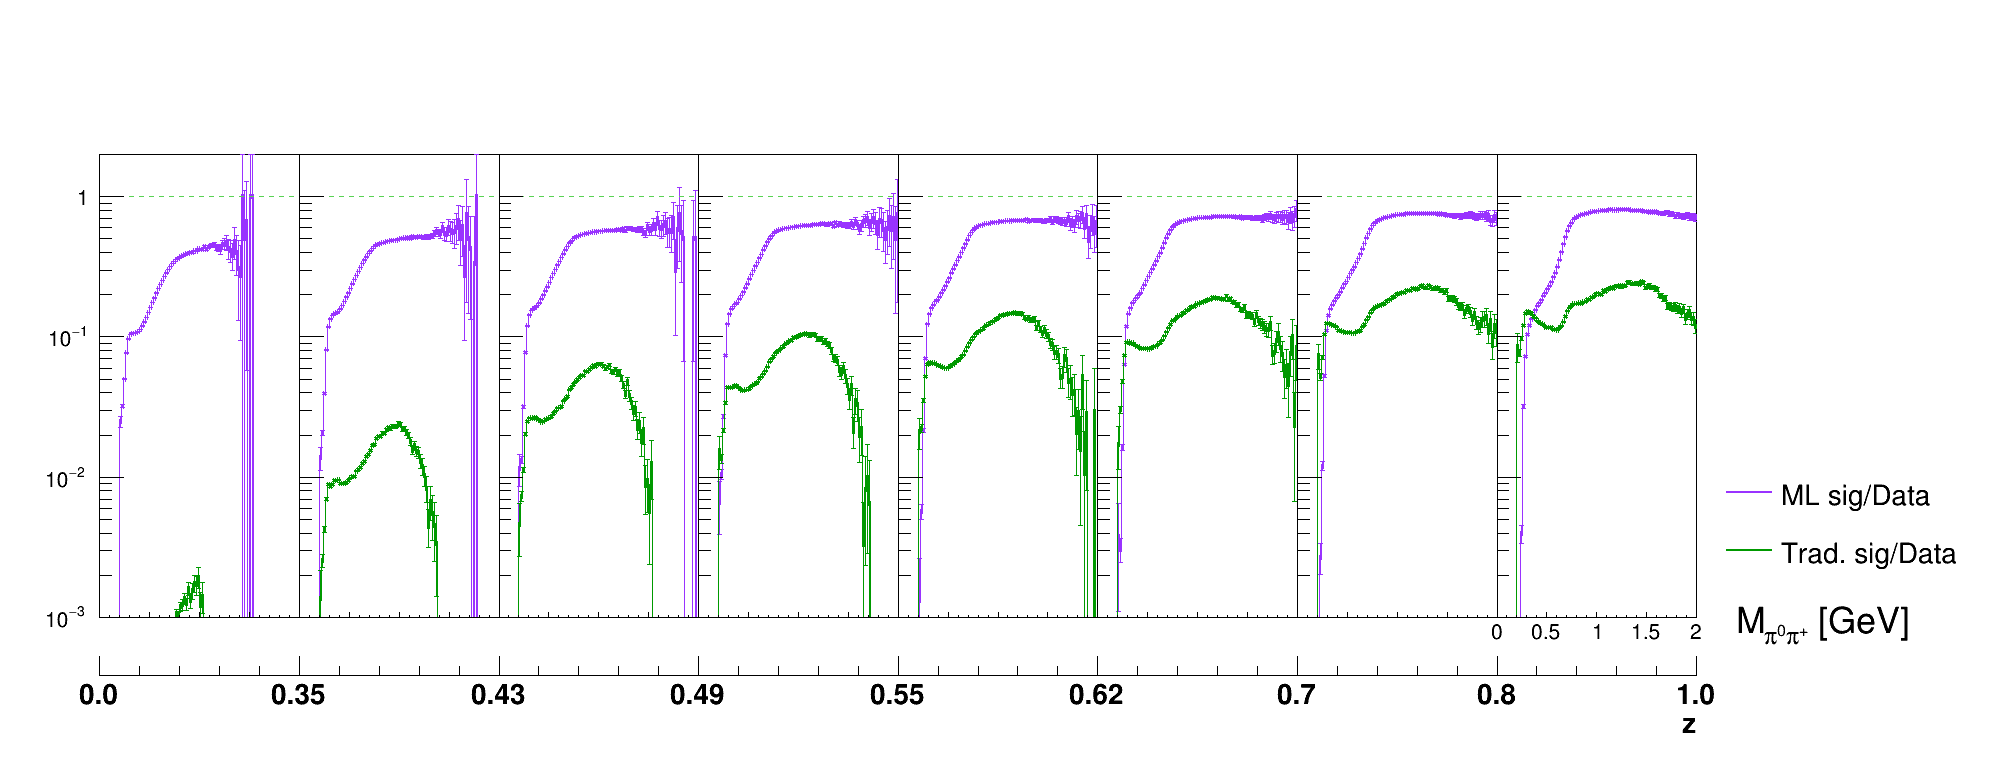 1
10⁻¹
10⁻²
10⁻³
ML sig/Data
Trad. sig/Data
0 0.5 1 1.5 2
M_π⁰π⁺ [GeV]
0.0 0.35 0.43 0.49 0.55 0.62 0.7 0.8 1.0
z